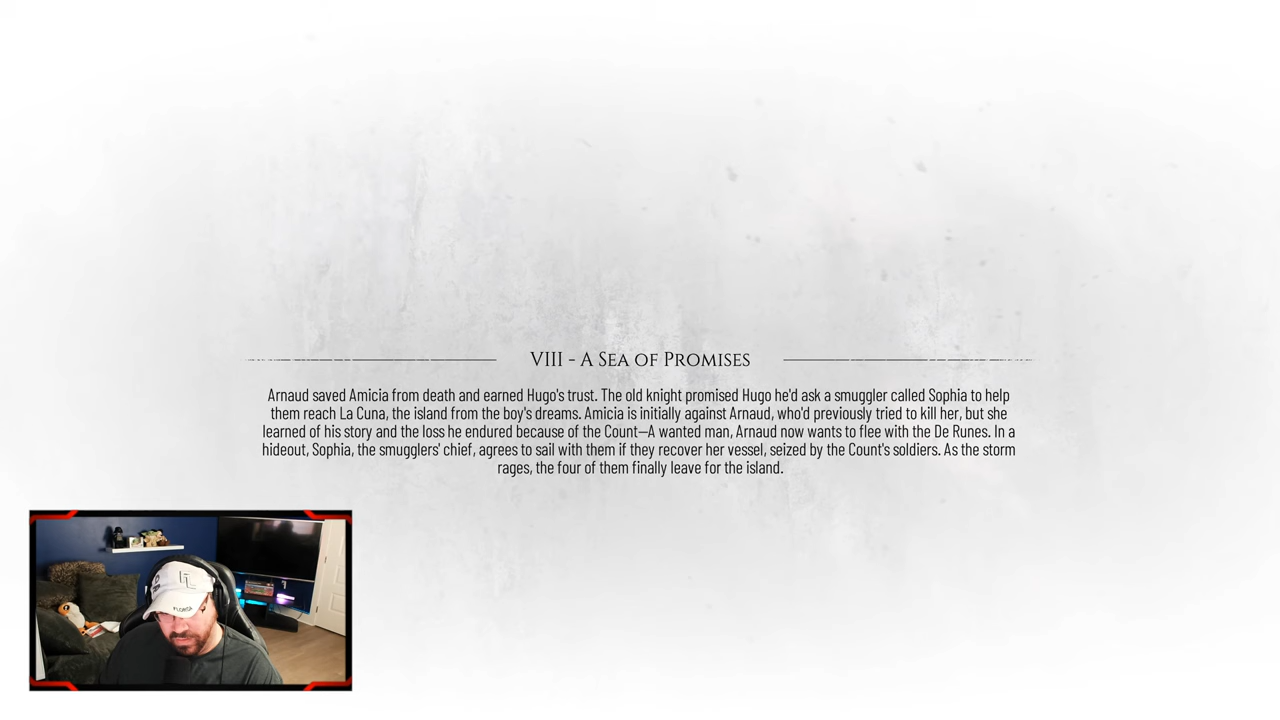 VIII - A Sea of Promises
Arnaud saved Amicia from death and earned Hugo's trust. The old knight promised Hugo he'd ask a smuggler called Sophia to help
them reach La Cuna, the island from the boy's dreams. Amicia is initially against Arnaud, who'd previously tried to kill her, but she
learned of his story and the loss he endured because of the Count—A wanted man, Arnaud now wants to flee with the De Runes. In a
hideout, Sophia, the smugglers' chief, agrees to sail with them if they recover her vessel, seized by the Count's soldiers. As the storm
rages, the four of them finally leave for the island.